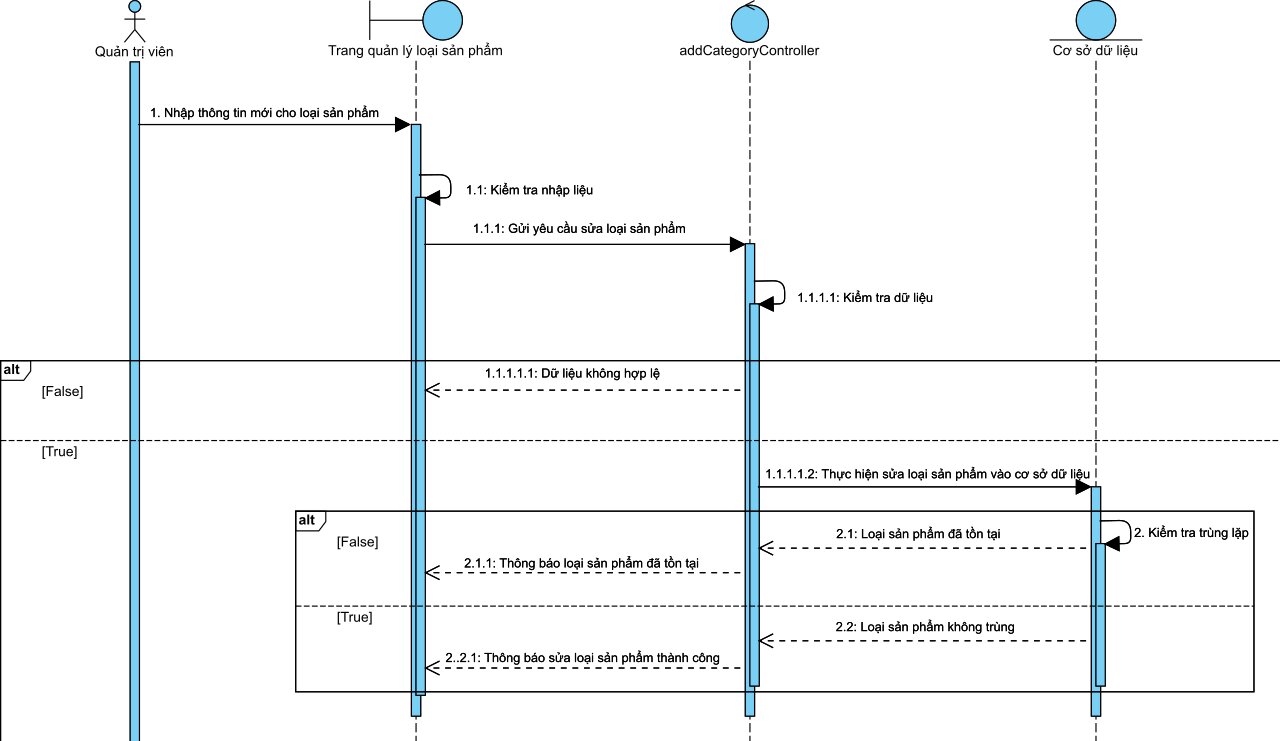 Quản trị viên
Trang quản lý loại sản phẩm
addCategoryController
Cơ sở dữ liệu
1. Nhập thông tin mới cho loại sản phẩm
1.1: Kiểm tra nhập liệu
1.1.1: Gửi yêu cầu sửa loại sản phẩm
1.1.1.1: Kiểm tra dữ liệu
alt
1.1.1.1.1: Dữ liệu không hợp lệ
[False]
[True]
1.1.1.1.2: Thực hiện sửa loại sản phẩm vào cơ sở dữ liệu
alt
2. Kiểm tra trùng lặp
[False]
2.1: Loại sản phẩm đã tồn tại
2.1.1: Thông báo loại sản phẩm đã tồn tại
[True]
2.2: Loại sản phẩm không trùng
2..2.1: Thông báo sửa loại sản phẩm thành công